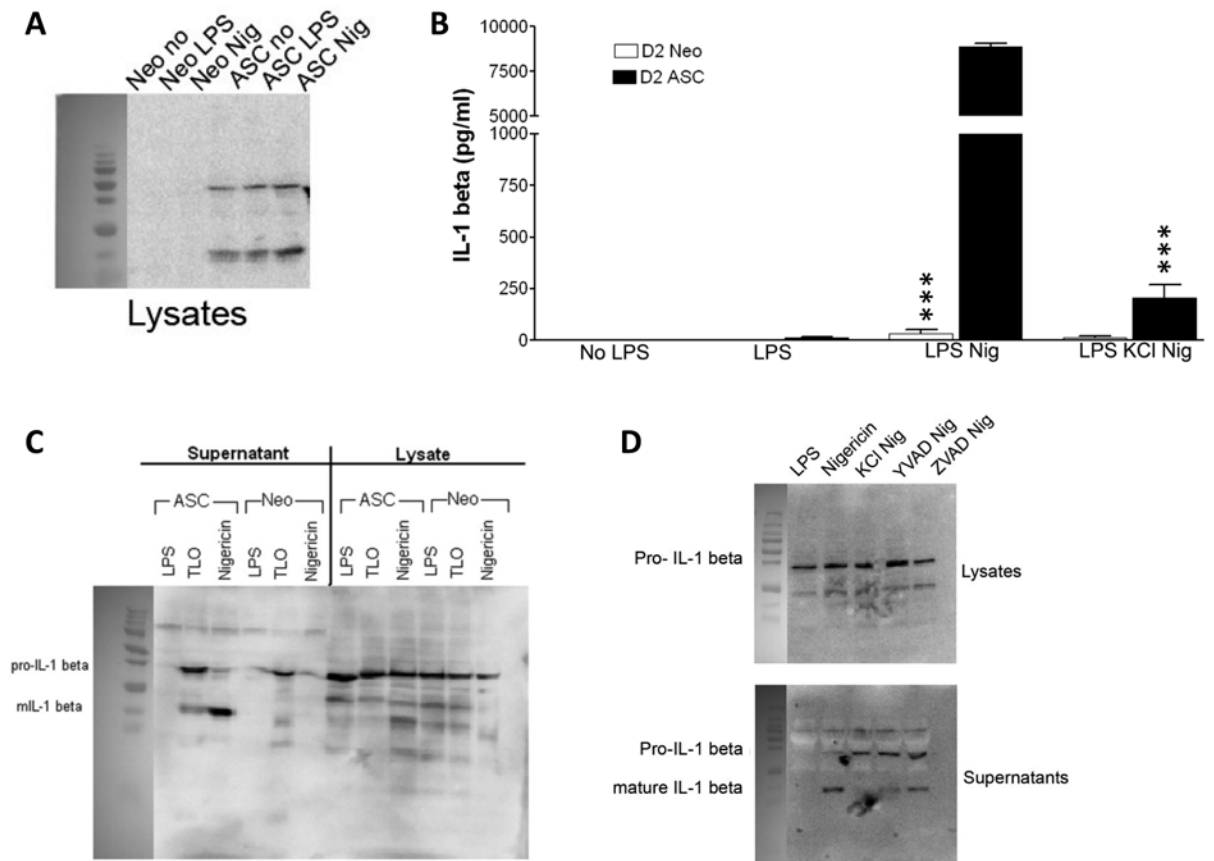 A
Neo no
Neo LPS
Neo Nig
ASC no
ASC LPS
ASC Nig
Lysates
B
IL-1 beta (pg/ml)
10000
7500
5000
1000
750
500
250
0
D2 Neo
D2 ASC
***
***
No LPS
LPS
LPS Nig
LPS KCl Nig
C
Supernatant
Lysate
ASC
Neo
ASC
Neo
LPS
TLO
Nigericin
LPS
TLO
Nigericin
LPS
TLO
Nigericin
LPS
TLO
Nigericin
pro-IL-1 beta
mIL-1 beta
D
LPS
Nigericin
KCl Nig
YVAD Nig
ZVAD Nig
Pro- IL-1 beta
Lysates
Pro-IL-1 beta
mature IL-1 beta
Supernatants